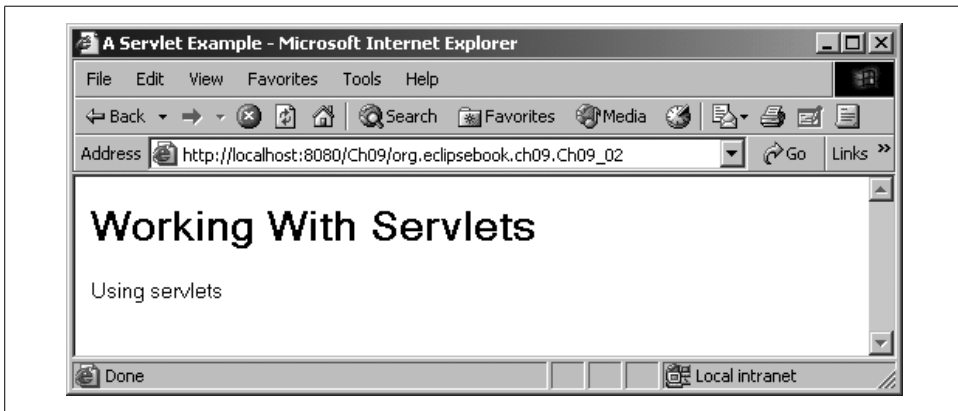 A Servlet Example - Microsoft Internet Explorer
File Edit View Favorites Tools Help
Back Search Favorites Media
Address http://localhost:8080/Ch09/org.eclipsebook.ch09.Ch09_02 Go Links »
Working With Servlets
Using servlets
Done Local intranet